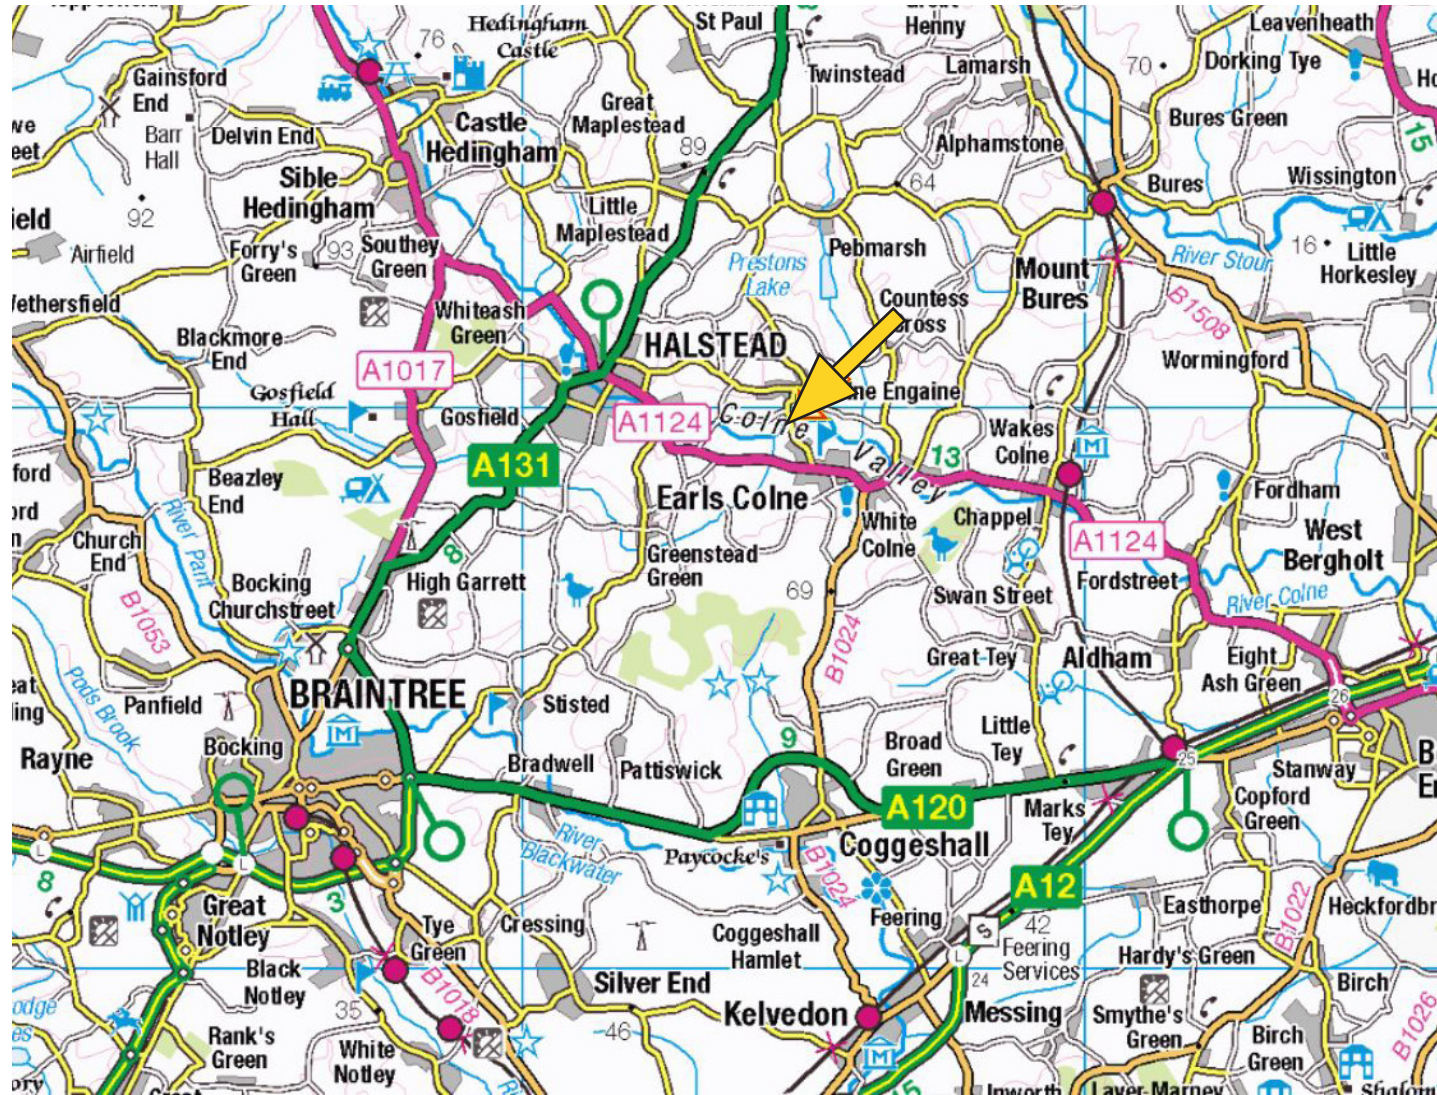 Hedingham
Castle
St Paul
Henny
Leavenheath
76
Gainsford
End
Twinstead
Lamarsh
70
Dorking Tye
Great
Maplestead
Castle
Hedingham
Barr
Hall
Delvin End
89
Alphamstone
Bures Green
15
Sible
Hedingham
64
Bures
Wissington
92
Little
Maplestead
Airfield
Forry's
Green
93
Southey
Green
Pebmarsh
Prestons
Lake
Mount
Bures
River Stour
16
Little
Horkesley
Wethersfield
Whiteash
Green
Countess
Cross
B1508
Blackmore
End
HALSTEAD
Wormingford
A1017
Gosfield
Hall
Gosfield
A1124
Colne
Valley
ne Engaine
Wakes
Colne
A131
13
Beazley
End
Earls Colne
Fordham
River Pant
White
Colne
Chappel
West
Bergholt
Church
End
8
Greenstead
Green
A1124
Bocking
Churchstreet
High Garrett
69
Swan Street
Fordstreet
River Colne
B1053
B1024
Great Tey
Aldham
Eight
Ash Green
Pods Brook
BRAINTREE
26
Panfield
Stisted
Rayne
Bocking
Little
Tey
9
Broad
Green
25
Bradwell
Pattiswick
Stanway
A120
Marks
Tey
Copford
Green
River
Blackwater
Paycocke's
Coggeshall
B1024
L
L
8
3
A12
Great
Notley
Tye
Green
Cressing
Coggeshall
Hamlet
Feering
S
42
Feering
Services
Easthorpe
B1022
Heckfordbr
Hardy's Green
Black
Notley
B1018
Silver End
L
24
Birch
35
Kelvedon
Messing
Smythe's
Green
Rank's
Green
White
Notley
46
Birch
Green
B1026
Inworth
Layer-Marney